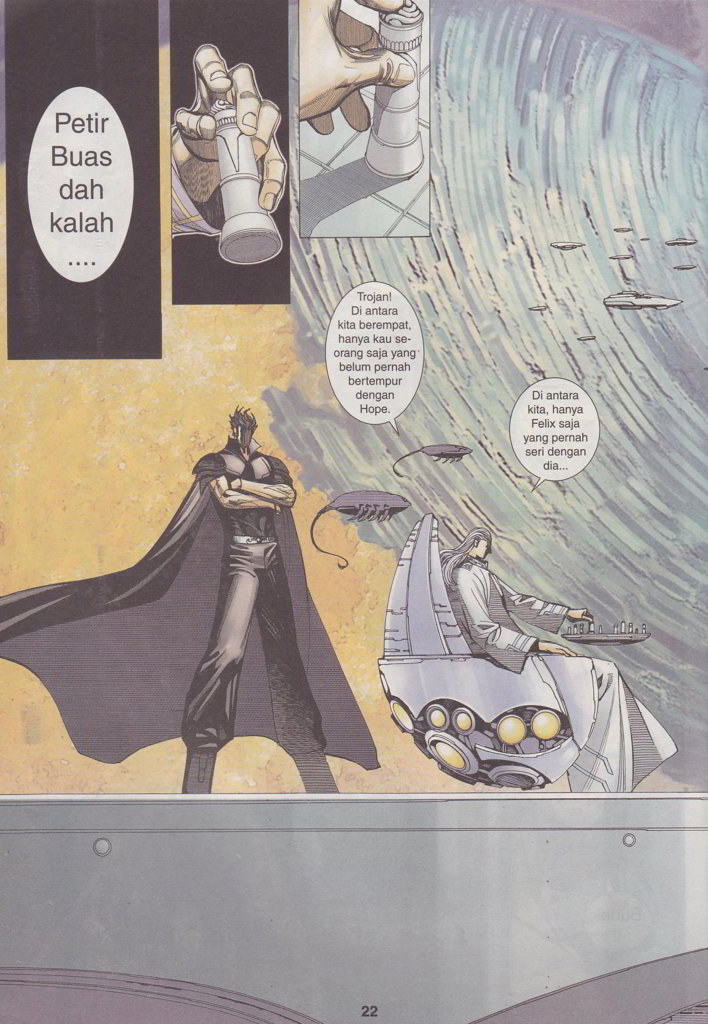 Petir
Buas
dah
kalah
....
Trojan!
Di antara
kita berempat,
hanya kau se-
orang saja yang
belum pernah
bertempur
dengan
Hope.
Di antara
kita, hanya
Felix saja
yang pernah
seri dengan
dia...
22